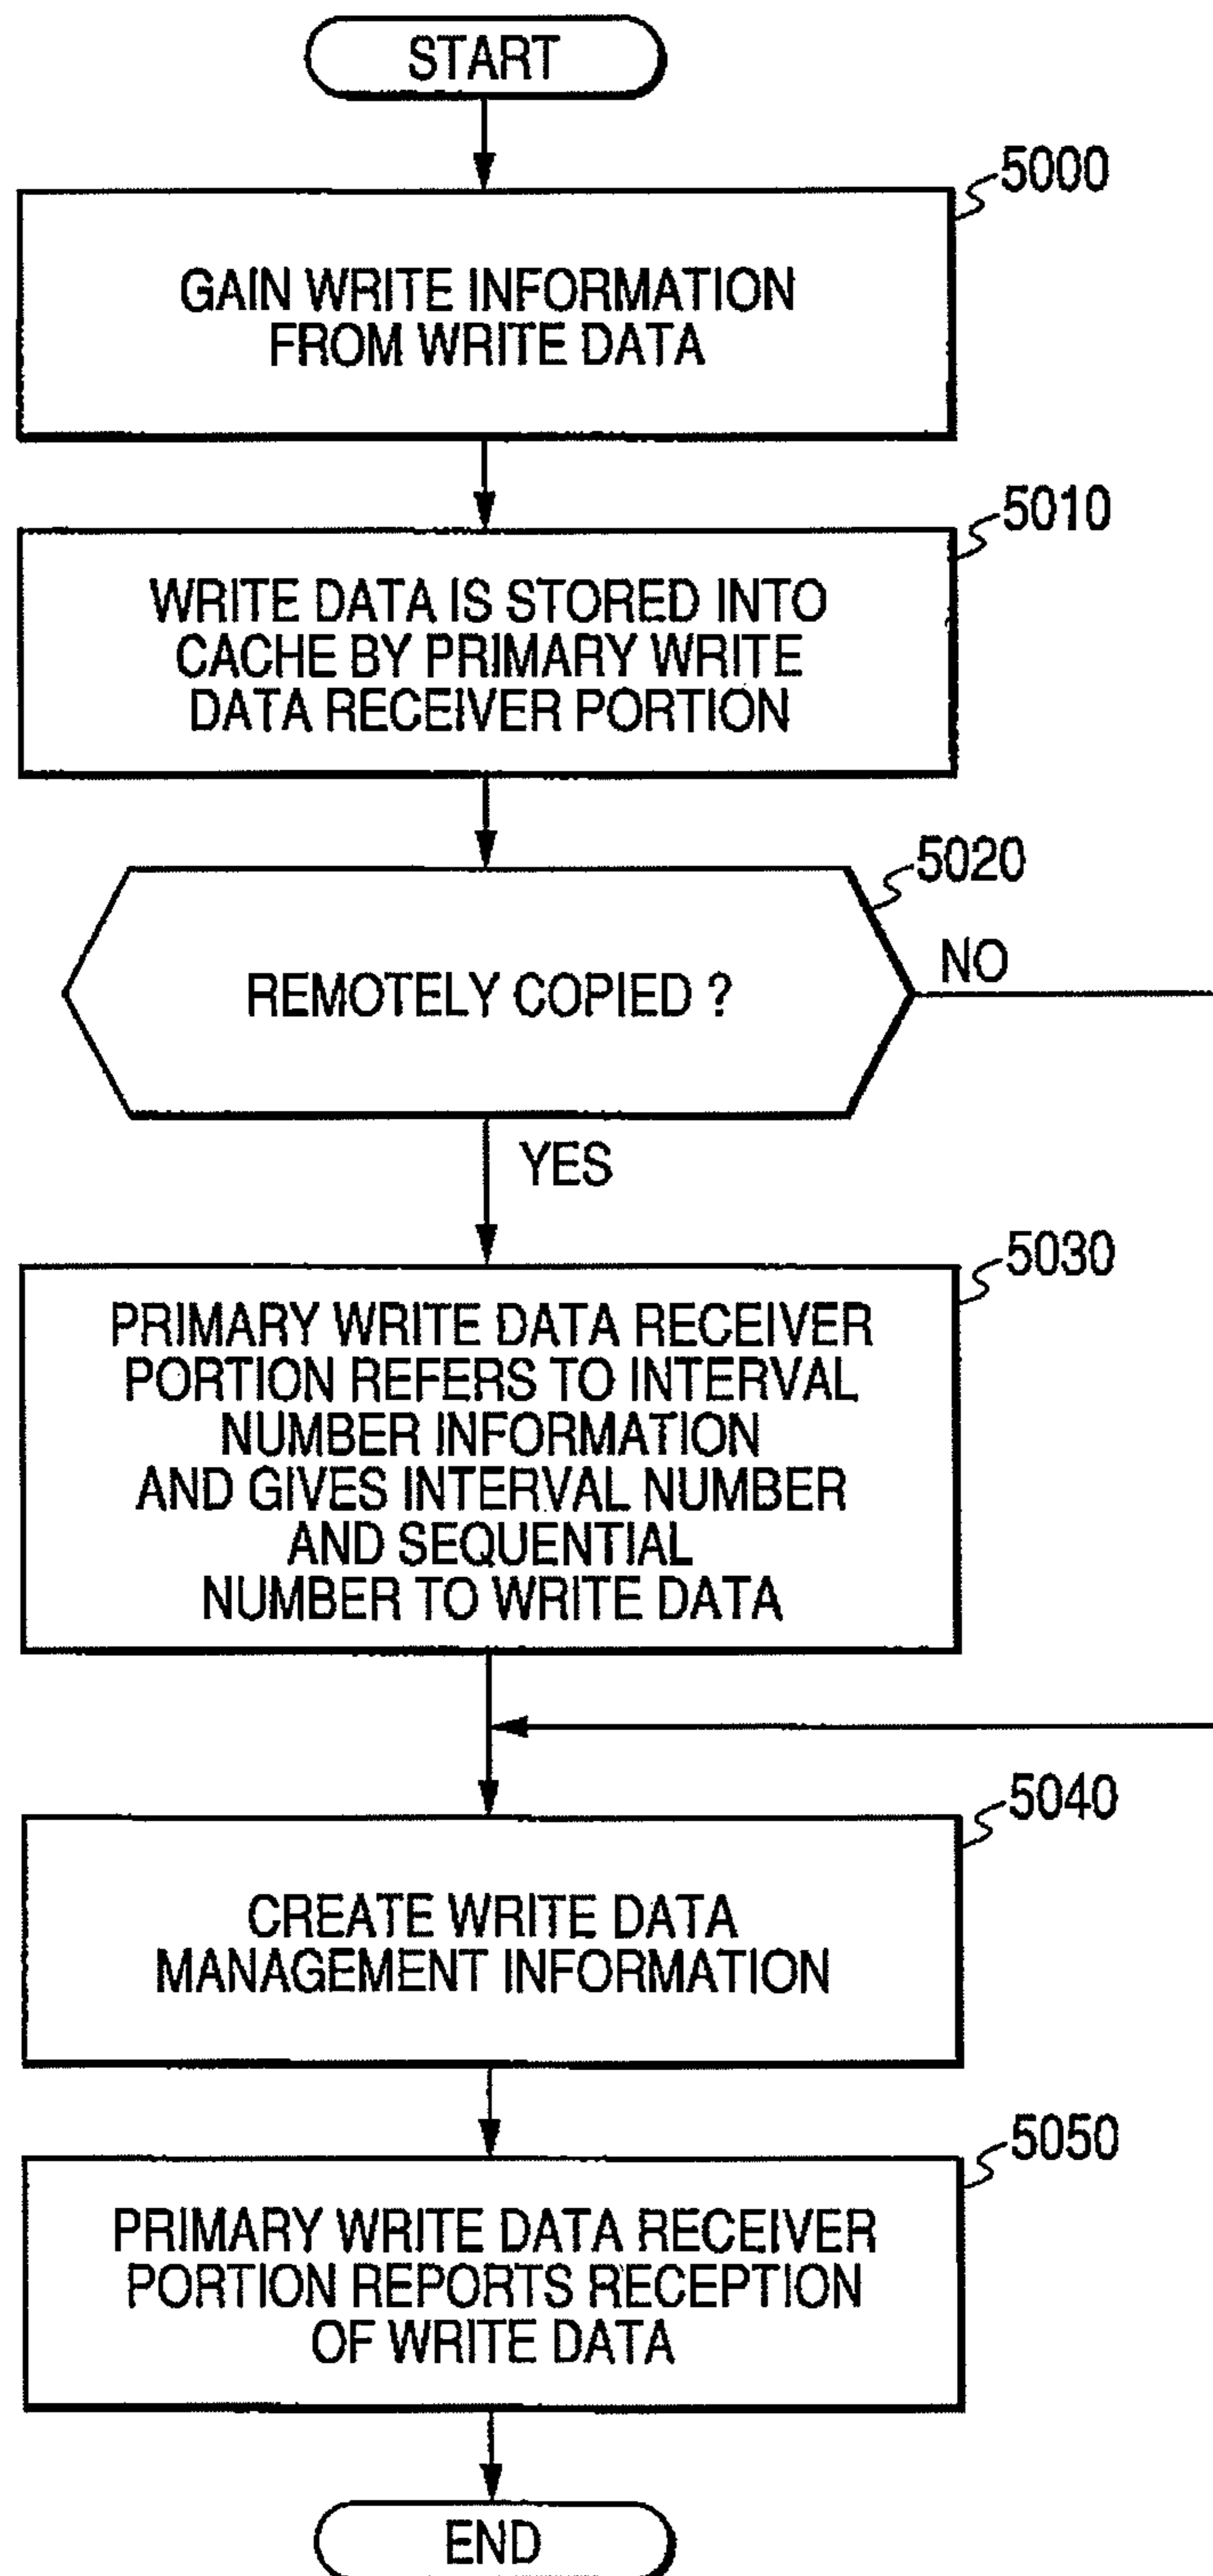 START
5000
GAIN WRITE INFORMATION
FROM WRITE DATA
5010
WRITE DATA IS STORED INTO
CACHE BY PRIMARY WRITE
DATA RECEIVER PORTION
5020
REMOTELY COPIED ?
NO
YES
5030
PRIMARY WRITE DATA RECEIVER
PORTION REFERS TO INTERVAL
NUMBER INFORMATION
AND GIVES INTERVAL NUMBER
AND SEQUENTIAL
NUMBER TO WRITE DATA
5040
CREATE WRITE DATA
MANAGEMENT INFORMATION
5050
PRIMARY WRITE DATA RECEIVER
PORTION REPORTS RECEPTION
OF WRITE DATA
END